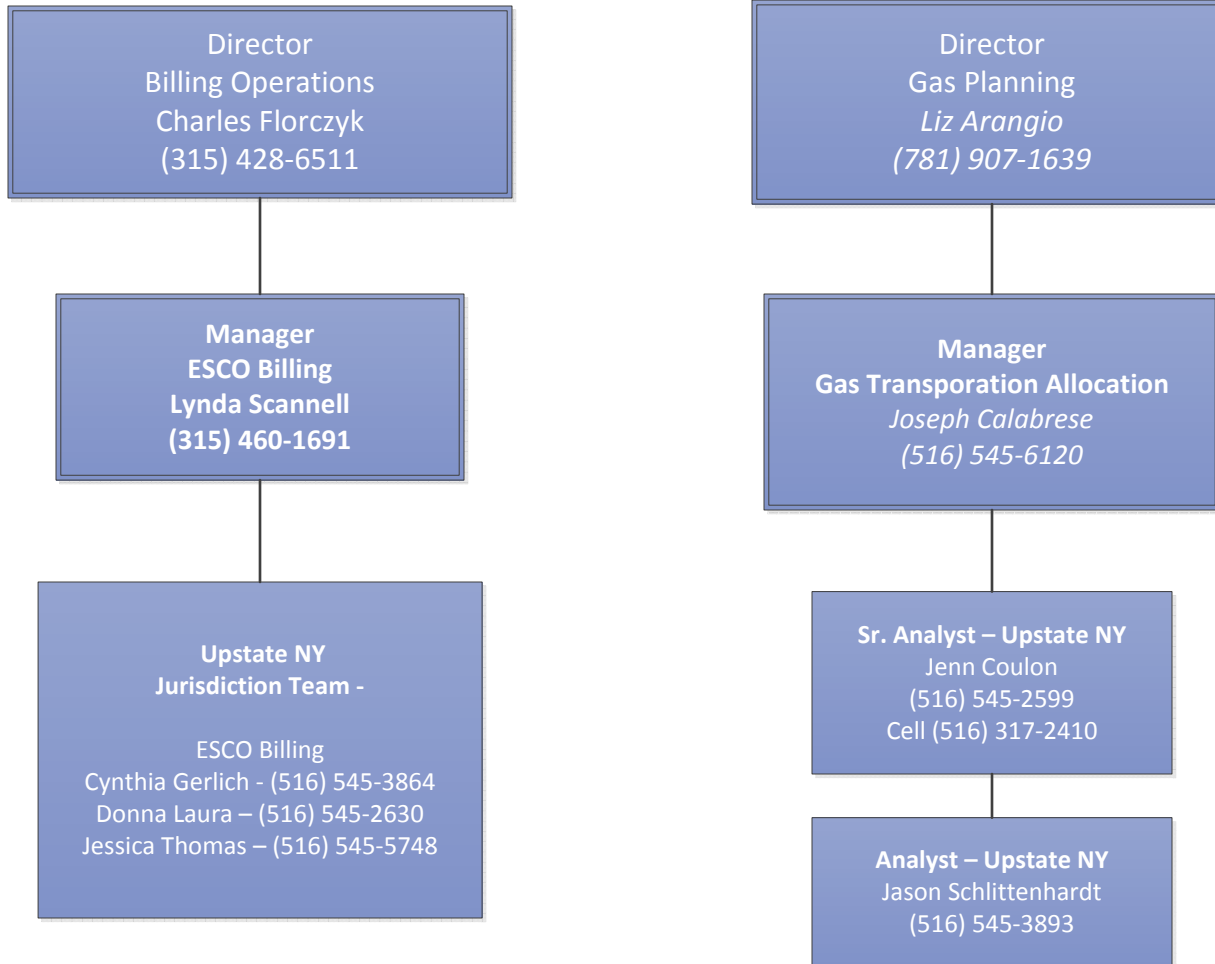 Director
Billing Operations
Charles Florczyk
(315) 428-6511
Manager
ESCO Billing
Lynda Scannell
(315) 460-1691
Upstate NY
Jurisdiction Team -
ESCO Billing
Cynthia Gerlich - (516) 545-3864
Donna Laura – (516) 545-2630
Jessica Thomas – (516) 545-5748
Director
Gas Planning
Liz Arangio
(781) 907-1639
Manager
Gas Transporation Allocation
Joseph Calabrese
(516) 545-6120
Sr. Analyst – Upstate NY
Jenn Coulon
(516) 545-2599
Cell (516) 317-2410
Analyst – Upstate NY
Jason Schlittenhardt
(516) 545-3893